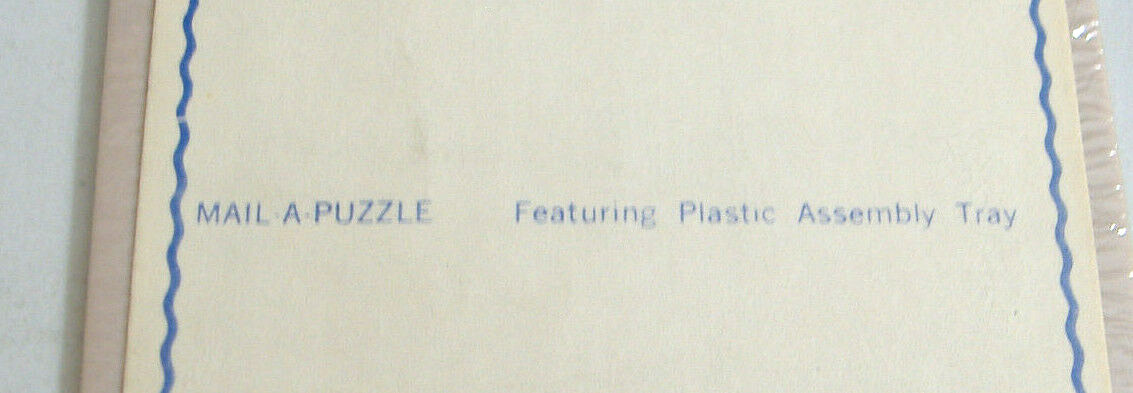 MAIL-A-PUZZLE Featuring Plastic Assembly Tray